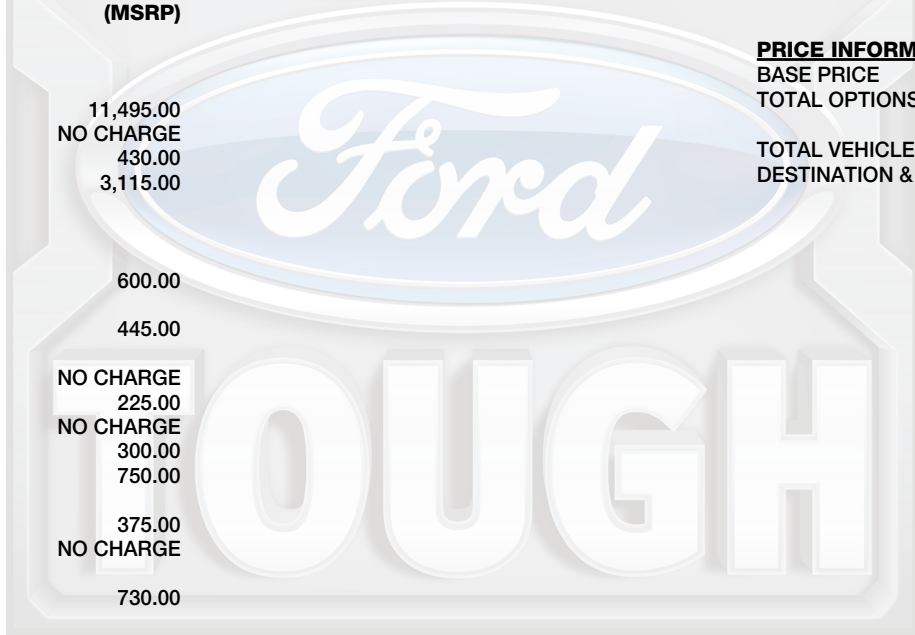 (MSRP)
11,495.00
NO CHARGE
430.00
3,115.00
600.00
445.00
NO CHARGE
225.00
NO CHARGE
300.00
750.00
375.00
NO CHARGE
730.00
PRICE INFORM
BASE PRICE
TOTAL OPTIONS
TOTAL VEHICLE
DESTINATION &
Ford
TOUGH